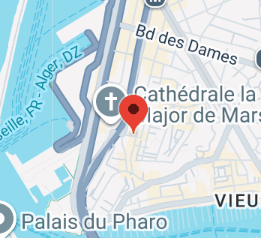 Bd des Dames
seille, FR - Alger, DZ
Cathédrale la
Major de Mars
VIEU
Palais du Pharo